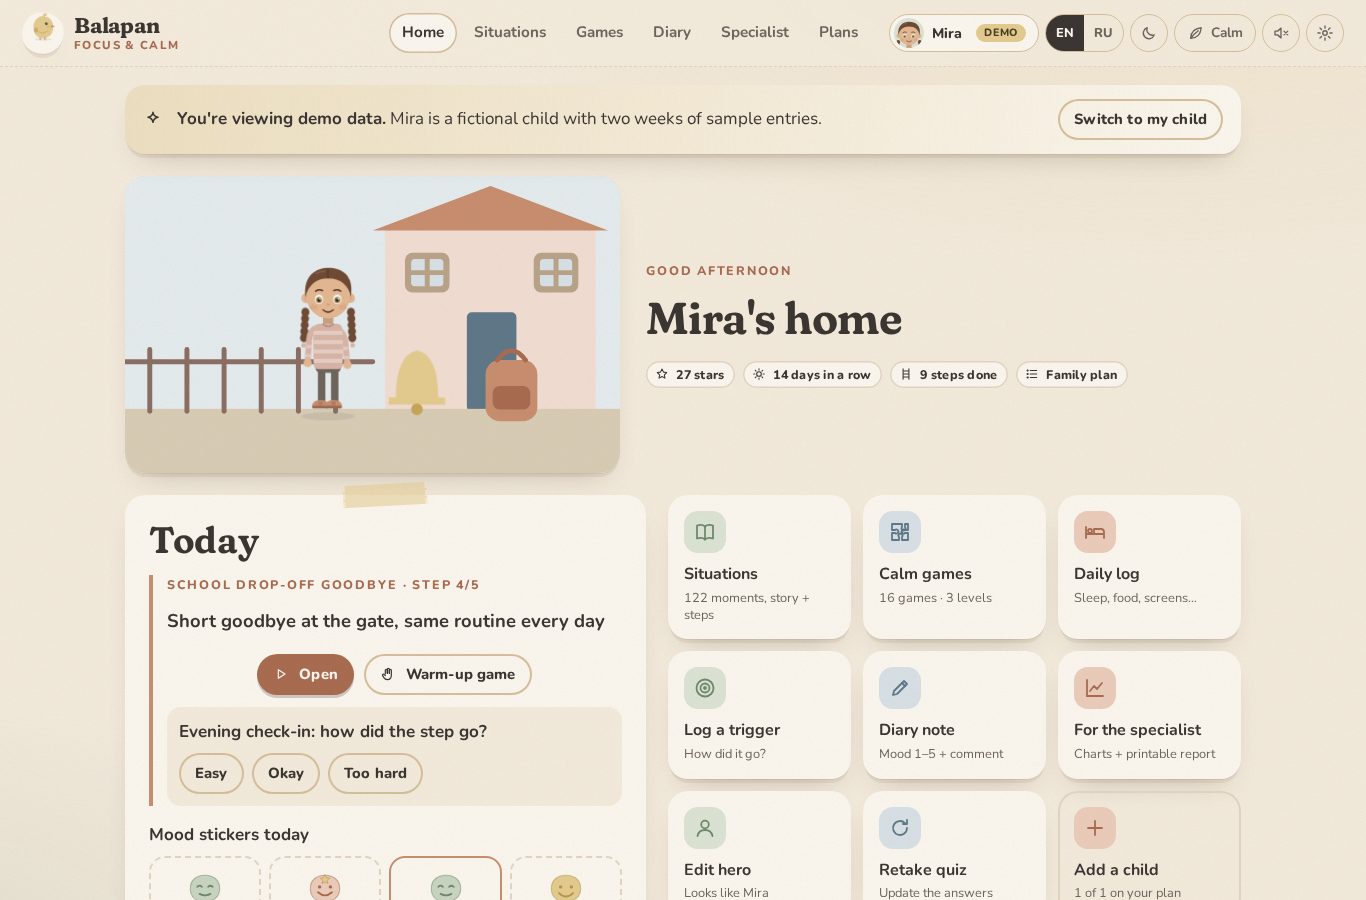 Balapan
FOCUS & CALM
Home
Situations
Games
Diary
Specialist
Plans
Mira
DEMO
EN
RU
Calm
You're viewing demo data. Mira is a fictional child with two weeks of sample entries.
Switch to my child
GOOD AFTERNOON
Mira's home
27 stars
14 days in a row
9 steps done
Family plan
Today
SCHOOL DROP-OFF GOODBYE · STEP 4/5
Short goodbye at the gate, same routine every day
Open
Warm-up game
Evening check-in: how did the step go?
Easy
Okay
Too hard
Mood stickers today
Situations
122 moments, story +
steps
Calm games
16 games · 3 levels
Daily log
Sleep, food, screens...
Log a trigger
How did it go?
Diary note
Mood 1–5 + comment
For the specialist
Charts + printable report
Edit hero
Looks like Mira
Retake quiz
Update the answers
Add a child
1 of 1 on your plan